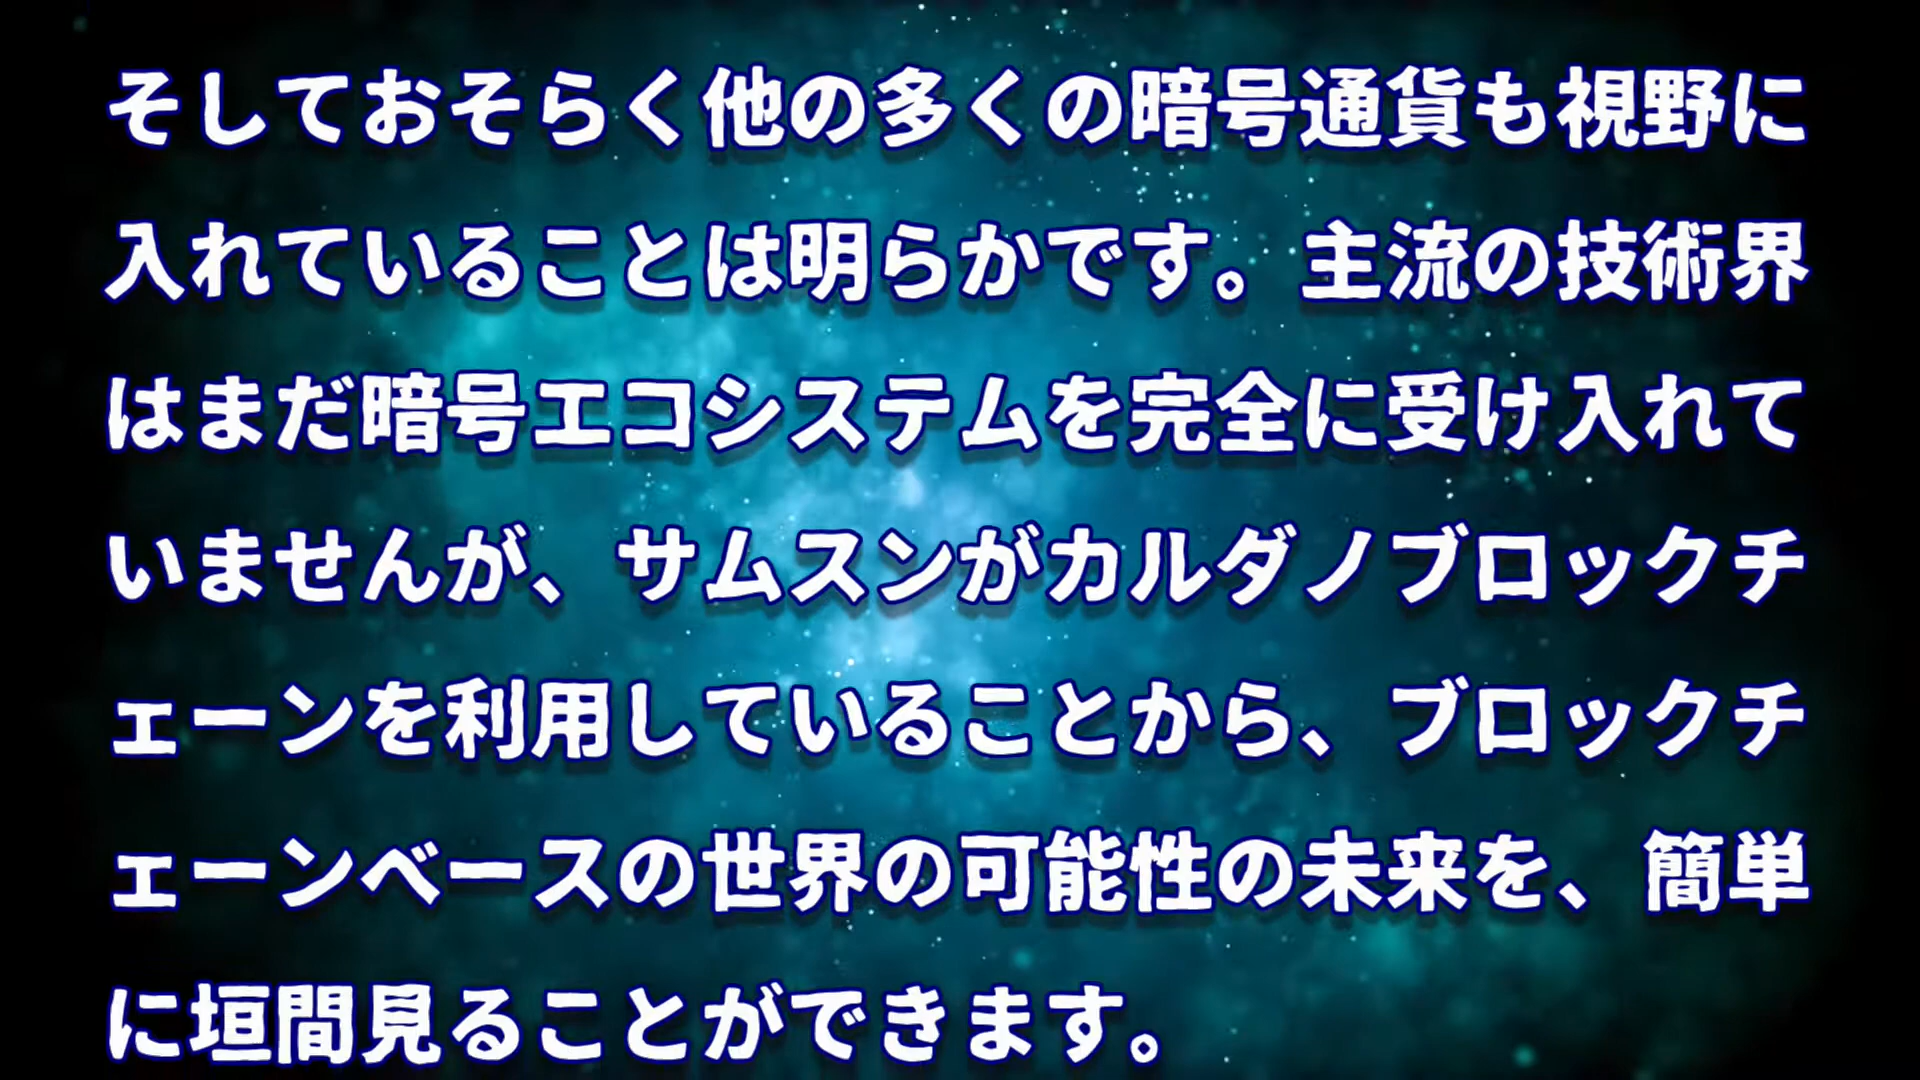 そしておそらく他の多くの暗号通貨も視野に
入れていることは明らかです。主流の技術界
はまだ暗号エコシステムを完全に受け入れて
いませんが、サムスンがカルダノブロックチ
ェーンを利用していることから、ブロックチ
ェーンベースの世界の可能性の未来を、簡単
に垣間見ることができます。